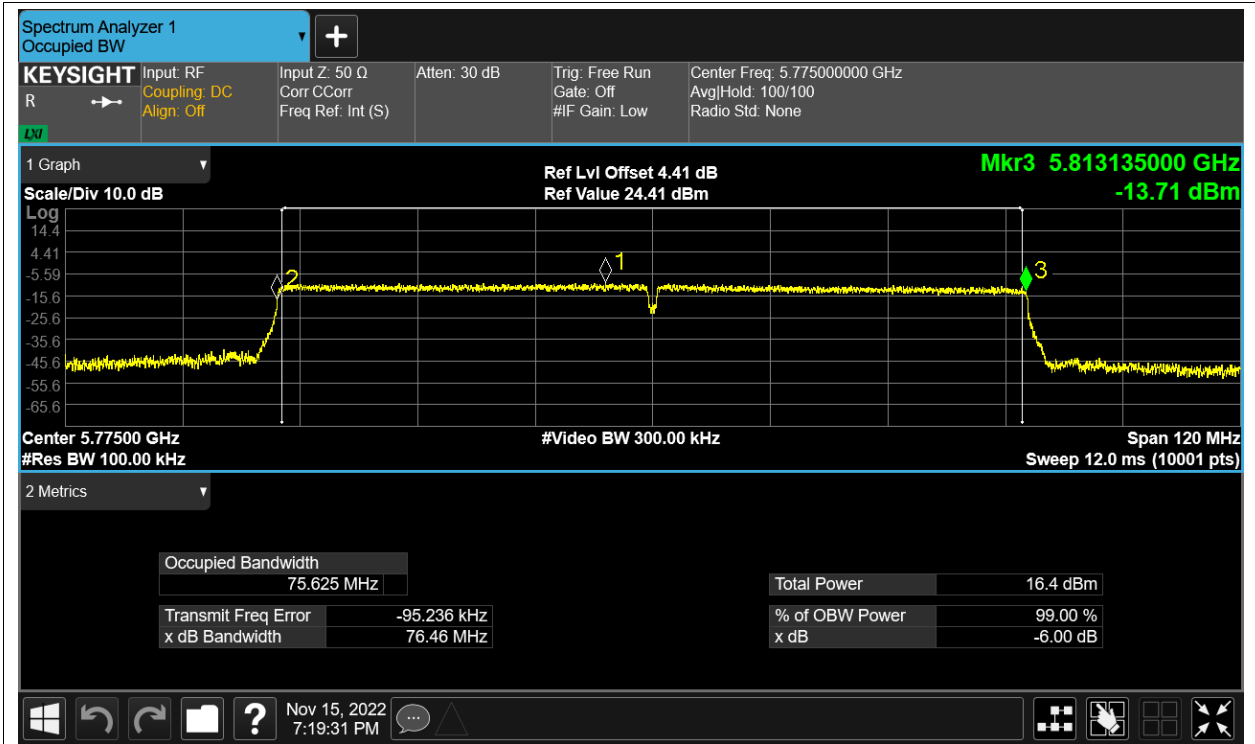 Spectrum Analyzer 1
Occupied BW
KEYSIGHT
R
LXI
Input: RF
Coupling: DC
Align: Off
Input Z: 50 Ω
Corr CCorr
Freq Ref: Int (S)
Atten: 30 dB
Trig: Free Run
Gate: Off
#IF Gain: Low
Center Freq: 5.775000000 GHz
Avg|Hold: 100/100
Radio Std: None
1 Graph
Scale/Div 10.0 dB
Ref Lvl Offset 4.41 dB
Ref Value 24.41 dBm
Mkr3 5.813135000 GHz
-13.71 dBm
Log
14.4
4.41
-5.59
-15.6
-25.6
-35.6
-45.6
-55.6
-65.6
2
1
3
Center 5.77500 GHz
#Res BW 100.00 kHz
#Video BW 300.00 kHz
Span 120 MHz
Sweep 12.0 ms (10001 pts)
2 Metrics
Occupied Bandwidth
75.625 MHz
Transmit Freq Error -95.236 kHz
x dB Bandwidth 76.46 MHz
Total Power 16.4 dBm
% of OBW Power 99.00 %
x dB -6.00 dB
?
Nov 15, 2022
7:19:31 PM